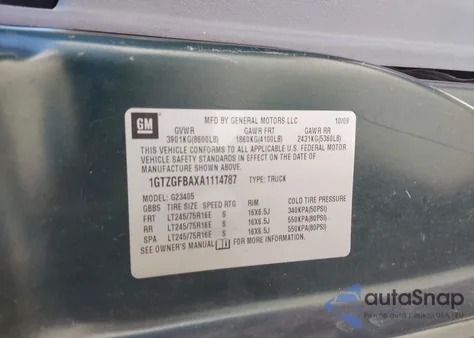 GM
MFD BY GENERAL MOTORS LLC 10/09
GVWR GAWR FRT GAWR RR
3901KG(8600LB) 1860KG(4100LB) 2431KG(5360LB)
THIS VEHICLE CONFORMS TO ALL APPLICABLE U.S. FEDERAL MOTOR
VEHICLE SAFETY STANDARDS IN EFFECT ON THE DATE OF
MANUFACTURE SHOWN ABOVE.
1GTZGFBAXA1114787 TYPE: TRUCK
MODEL: G23405
GBBS TIRE SIZE SPEED RTG RIM COLD TIRE PRESSURE
FRT LT245/75R16E S 16X6.5J 340KPA(50PSI)
RR LT245/75R16E S 16X6.5J 550KPA(80PSI)
SPA LT245/75R16E S 16X6.5J 550KPA(80PSI)
SEE OWNER'S MANUAL FOR MORE INFORMATION.
autoSnap